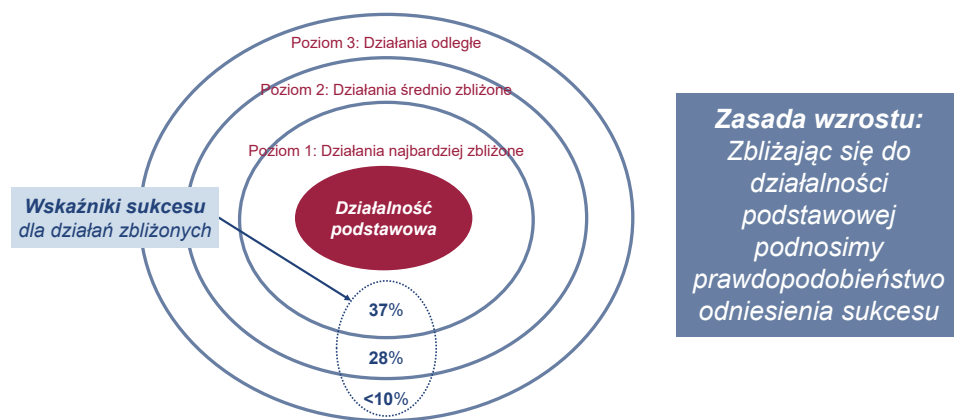 Poziom 3: Działania odległe
Poziom 2: Działania średnio zbliżone
Poziom 1: Działania najbardziej zbliżone
Działalność
podstawowa
Wskaźniki sukcesu
dla działań zbliżonych
37%
28%
<10%
Zasada wzrostu:
Zbliżając się do
działalności
podstawowej
podnosimy
prawdopodobieństwo
odniesienia sukcesu